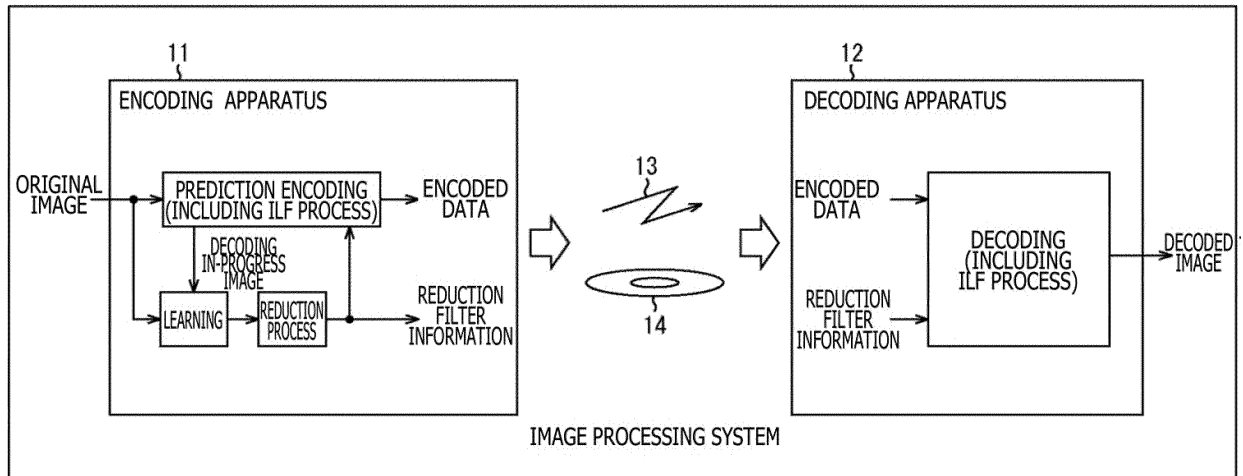 11
ENCODING APPARATUS
ORIGINAL
IMAGE
PREDICTION ENCODING
(INCLUDING ILF PROCESS)
ENCODED
DATA
DECODING
IN-PROGRESS
IMAGE
LEARNING
REDUCTION
PROCESS
REDUCTION
FILTER
INFORMATION
13
14
12
DECODING APPARATUS
ENCODED
DATA
REDUCTION
FILTER
INFORMATION
DECODING
(INCLUDING
ILF PROCESS)
DECODED
IMAGE
IMAGE PROCESSING SYSTEM